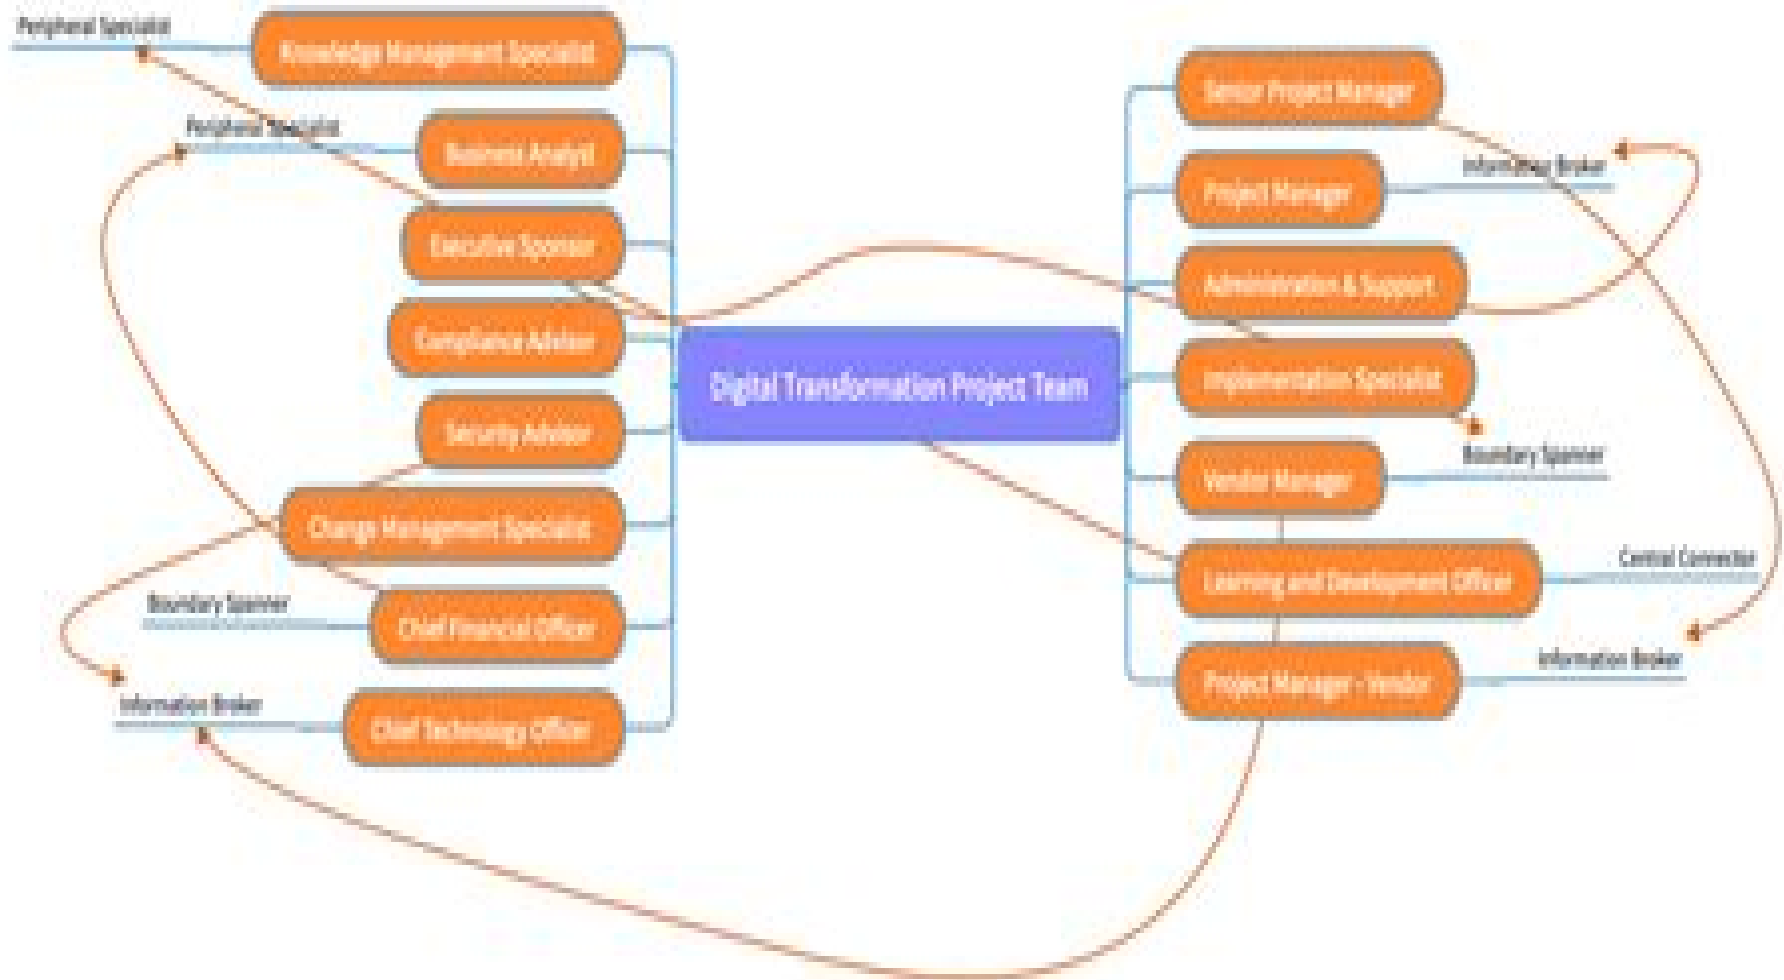 Peripheral Specialist
Knowledge Management Specialist
Peripheral Specialist
Business Analyst
Executive Sponsor
Compliance Advisor
Security Advisor
Change Management Specialist
Boundary Spanner
Chief Financial Officer
Information Broker
Chief Technology Officer
Digital Transformation Project Team
Senior Project Manager
Project Manager
Information Broker
Administration & Support
Implementation Specialist
Boundary Spanner
Vendor Manager
Central Connector
Learning and Development Officer
Information Broker
Project Manager - Vendor